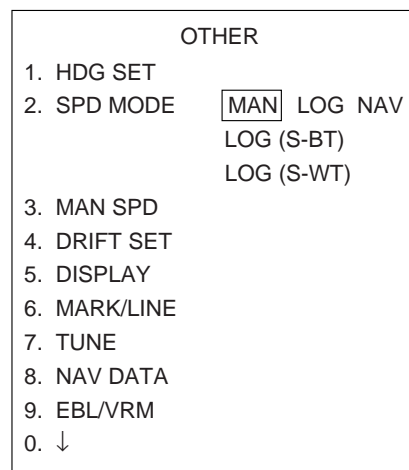 OTHER
1. HDG SET
2. SPD MODE MAN LOG NAV
LOG (S-BT)
LOG (S-WT)
3. MAN SPD
4. DRIFT SET
5. DISPLAY
6. MARK/LINE
7. TUNE
8. NAV DATA
9. EBL/VRM
0. ↓